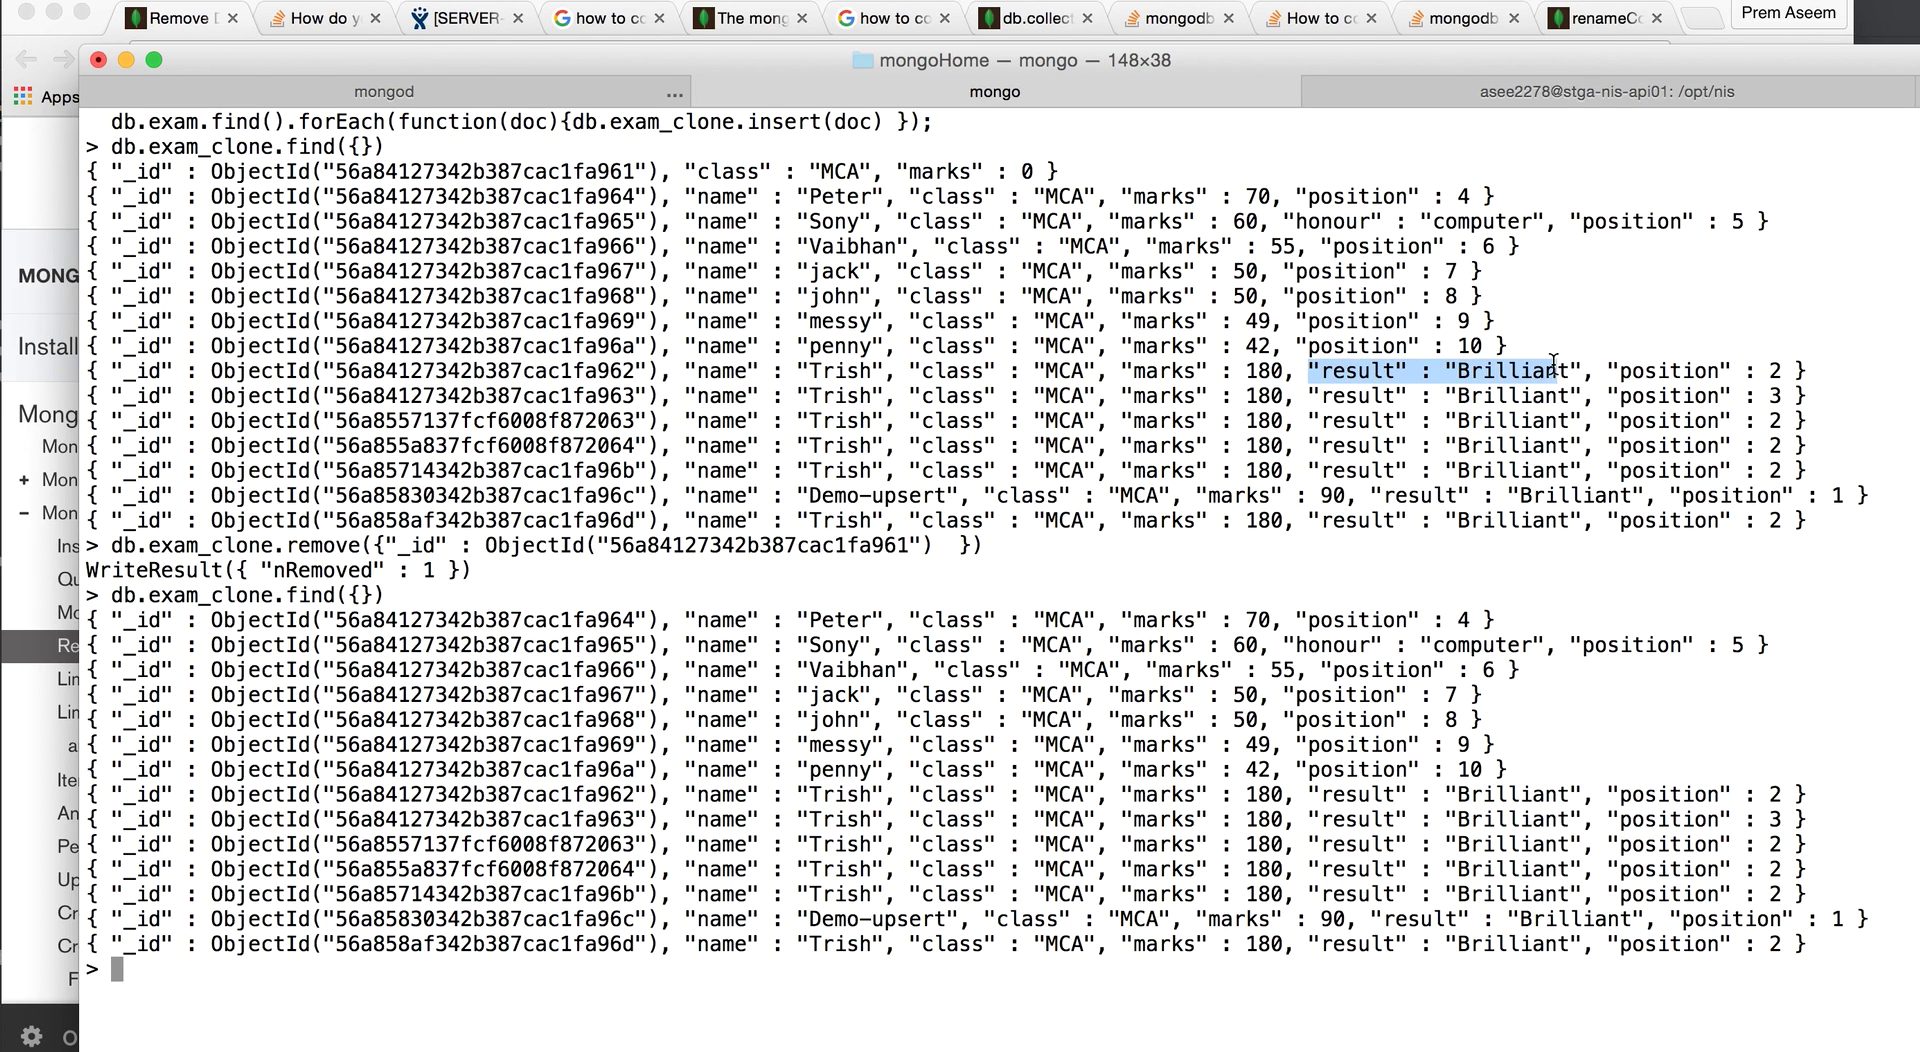 Remove D
How do y
[SERVER-
how to co
The mong
how to co
db.collect
mongodb
How to co
mongodb
renameCo
Prem Aseem
mongoHome — mongo — 148×38
Apps
mongod
...
mongo
asee2278@stga-nis-api01: /opt/nis
db.exam.find().forEach(function(doc){db.exam_clone.insert(doc) });
> db.exam_clone.find({})
{ "_id" : ObjectId("56a84127342b387cac1fa961"), "class" : "MCA", "marks" : 0 }
{ "_id" : ObjectId("56a84127342b387cac1fa964"), "name" : "Peter", "class" : "MCA", "marks" : 70, "position" : 4 }
{ "_id" : ObjectId("56a84127342b387cac1fa965"), "name" : "Sony", "class" : "MCA", "marks" : 60, "honour" : "computer", "position" : 5 }
{ "_id" : ObjectId("56a84127342b387cac1fa966"), "name" : "Vaibhan", "class" : "MCA", "marks" : 55, "position" : 6 }
{ "_id" : ObjectId("56a84127342b387cac1fa967"), "name" : "jack", "class" : "MCA", "marks" : 50, "position" : 7 }
{ "_id" : ObjectId("56a84127342b387cac1fa968"), "name" : "john", "class" : "MCA", "marks" : 50, "position" : 8 }
{ "_id" : ObjectId("56a84127342b387cac1fa969"), "name" : "messy", "class" : "MCA", "marks" : 49, "position" : 9 }
{ "_id" : ObjectId("56a84127342b387cac1fa96a"), "name" : "penny", "class" : "MCA", "marks" : 42, "position" : 10 }
{ "_id" : ObjectId("56a84127342b387cac1fa962"), "name" : "Trish", "class" : "MCA", "marks" : 180, "result" : "Brilliant", "position" : 2 }
{ "_id" : ObjectId("56a84127342b387cac1fa963"), "name" : "Trish", "class" : "MCA", "marks" : 180, "result" : "Brilliant", "position" : 3 }
{ "_id" : ObjectId("56a8557137fcf6008f872063"), "name" : "Trish", "class" : "MCA", "marks" : 180, "result" : "Brilliant", "position" : 2 }
{ "_id" : ObjectId("56a855a837fcf6008f872064"), "name" : "Trish", "class" : "MCA", "marks" : 180, "result" : "Brilliant", "position" : 2 }
{ "_id" : ObjectId("56a85714342b387cac1fa96b"), "name" : "Trish", "class" : "MCA", "marks" : 180, "result" : "Brilliant", "position" : 2 }
{ "_id" : ObjectId("56a85830342b387cac1fa96c"), "name" : "Demo-upsert", "class" : "MCA", "marks" : 90, "result" : "Brilliant", "position" : 1 }
{ "_id" : ObjectId("56a858af342b387cac1fa96d"), "name" : "Trish", "class" : "MCA", "marks" : 180, "result" : "Brilliant", "position" : 2 }
> db.exam_clone.remove({"_id" : ObjectId("56a84127342b387cac1fa961")  })
WriteResult({ "nRemoved" : 1 })
> db.exam_clone.find({})
{ "_id" : ObjectId("56a84127342b387cac1fa964"), "name" : "Peter", "class" : "MCA", "marks" : 70, "position" : 4 }
{ "_id" : ObjectId("56a84127342b387cac1fa965"), "name" : "Sony", "class" : "MCA", "marks" : 60, "honour" : "computer", "position" : 5 }
{ "_id" : ObjectId("56a84127342b387cac1fa966"), "name" : "Vaibhan", "class" : "MCA", "marks" : 55, "position" : 6 }
{ "_id" : ObjectId("56a84127342b387cac1fa967"), "name" : "jack", "class" : "MCA", "marks" : 50, "position" : 7 }
{ "_id" : ObjectId("56a84127342b387cac1fa968"), "name" : "john", "class" : "MCA", "marks" : 50, "position" : 8 }
{ "_id" : ObjectId("56a84127342b387cac1fa969"), "name" : "messy", "class" : "MCA", "marks" : 49, "position" : 9 }
{ "_id" : ObjectId("56a84127342b387cac1fa96a"), "name" : "penny", "class" : "MCA", "marks" : 42, "position" : 10 }
{ "_id" : ObjectId("56a84127342b387cac1fa962"), "name" : "Trish", "class" : "MCA", "marks" : 180, "result" : "Brilliant", "position" : 2 }
{ "_id" : ObjectId("56a84127342b387cac1fa963"), "name" : "Trish", "class" : "MCA", "marks" : 180, "result" : "Brilliant", "position" : 3 }
{ "_id" : ObjectId("56a8557137fcf6008f872063"), "name" : "Trish", "class" : "MCA", "marks" : 180, "result" : "Brilliant", "position" : 2 }
{ "_id" : ObjectId("56a855a837fcf6008f872064"), "name" : "Trish", "class" : "MCA", "marks" : 180, "result" : "Brilliant", "position" : 2 }
{ "_id" : ObjectId("56a85714342b387cac1fa96b"), "name" : "Trish", "class" : "MCA", "marks" : 180, "result" : "Brilliant", "position" : 2 }
{ "_id" : ObjectId("56a85830342b387cac1fa96c"), "name" : "Demo-upsert", "class" : "MCA", "marks" : 90, "result" : "Brilliant", "position" : 1 }
{ "_id" : ObjectId("56a858af342b387cac1fa96d"), "name" : "Trish", "class" : "MCA", "marks" : 180, "result" : "Brilliant", "position" : 2 }
>
MONG
Install
Mong
Mon
+ Mon
− Mon
Ins
Qu
Mo
Re
Lim
Lim
a
Ite
An
Pe
Up
Cr
Cr
F
O